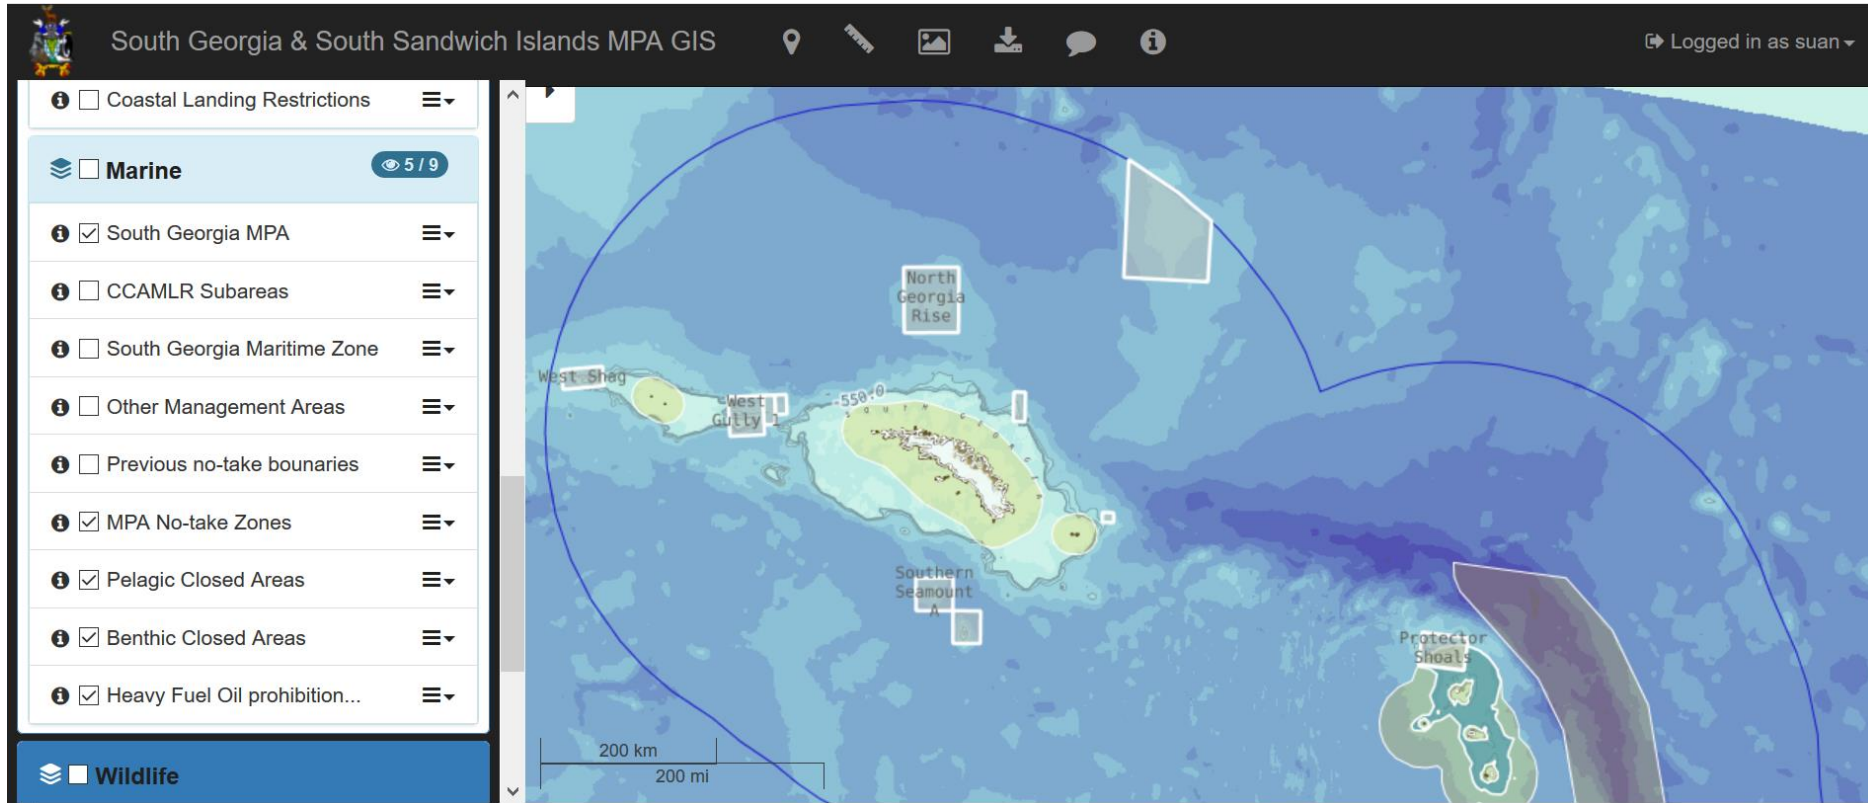 South Georgia & South Sandwich Islands MPA GIS
Logged in as suan
Coastal Landing Restrictions
Marine
5 / 9
South Georgia MPA
CCAMLR Subareas
South Georgia Maritime Zone
Other Management Areas
Previous no-take bounaries
MPA No-take Zones
Pelagic Closed Areas
Benthic Closed Areas
Heavy Fuel Oil prohibition...
Wildlife
North
Georgia
Rise
West Shag
West
Gully 1
-550.0
SOUTH GEORGIA
Southern
Seamount
A
Protector
Shoals
200 km
200 mi